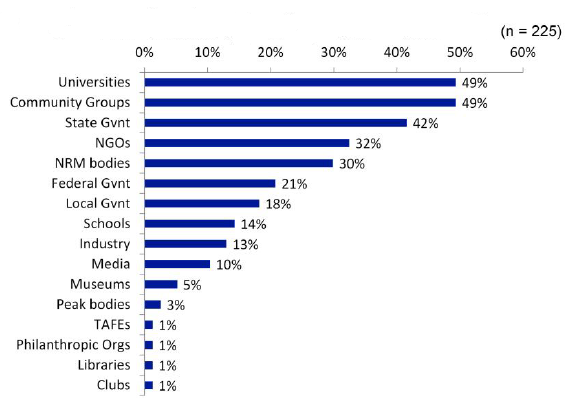 (n = 225)
0% 10% 20% 30% 40% 50% 60%
Universities 49%
Community Groups 49%
State Gvnt 42%
NGOs 32%
NRM bodies 30%
Federal Gvnt 21%
Local Gvnt 18%
Schools 14%
Industry 13%
Media 10%
Museums 5%
Peak bodies 3%
TAFEs 1%
Philanthropic Orgs 1%
Libraries 1%
Clubs 1%